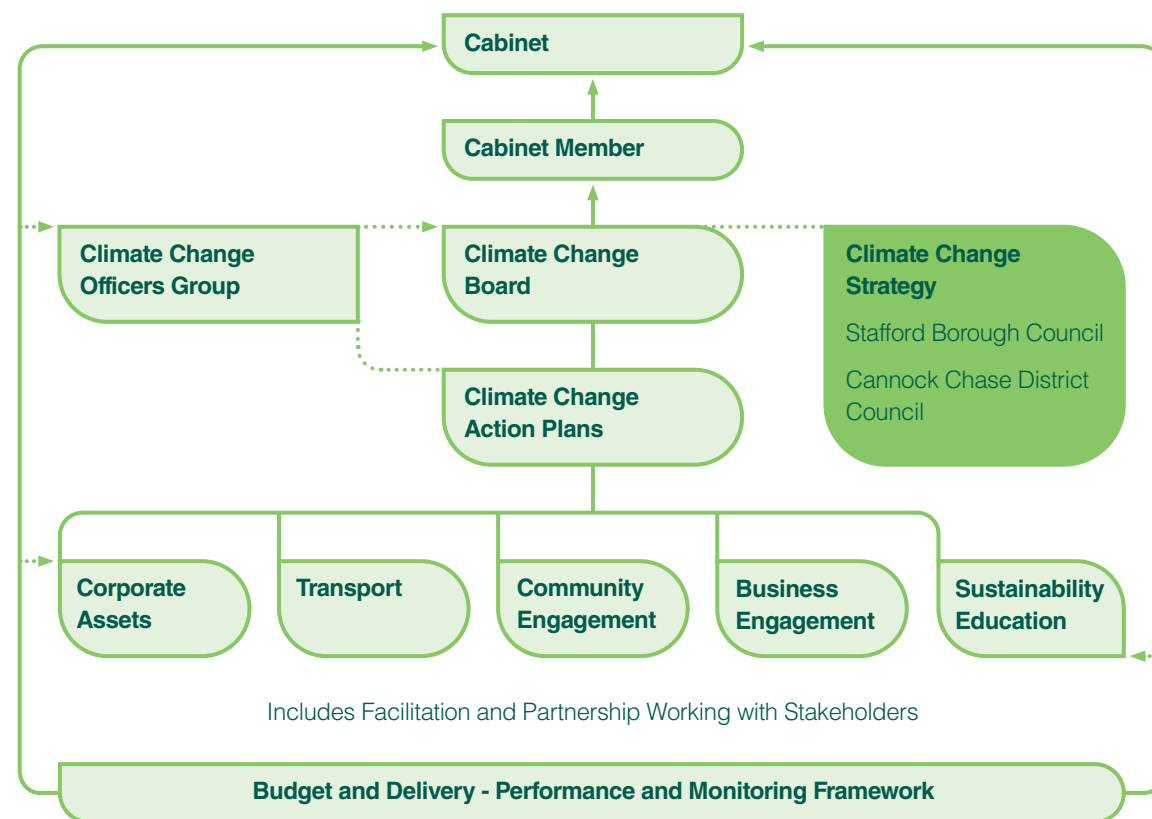 Cabinet
Cabinet Member
Climate Change
Officers Group
Climate Change
Board
Climate Change
Strategy
Stafford Borough Council
Cannock Chase District
Council
Climate Change
Action Plans
Corporate
Assets
Transport
Community
Engagement
Business
Engagement
Sustainability
Education
Includes Facilitation and Partnership Working with Stakeholders
Budget and Delivery - Performance and Monitoring Framework